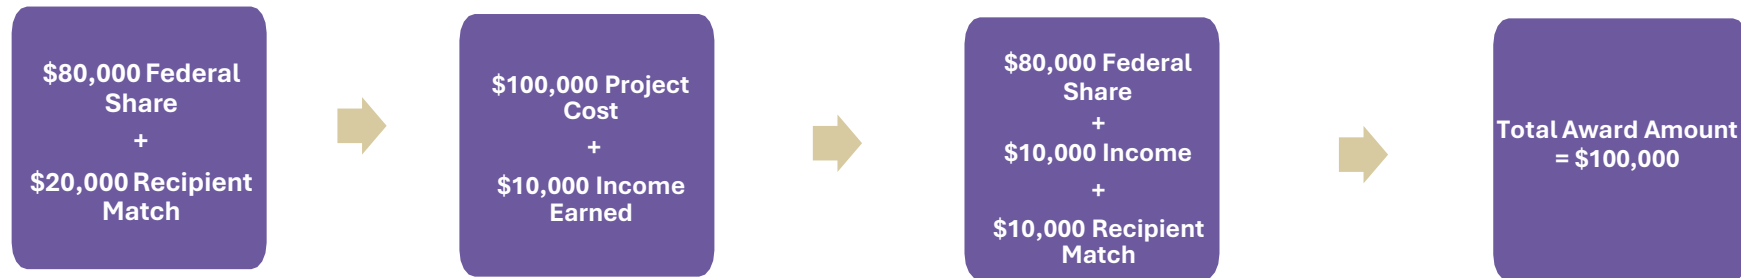 $80,000 Federal
Share
+
$20,000 Recipient
Match
$100,000 Project
Cost
+
$10,000 Income
Earned
$80,000 Federal
Share
+
$10,000 Income
+
$10,000 Recipient
Match
Total Award Amount
= $100,000